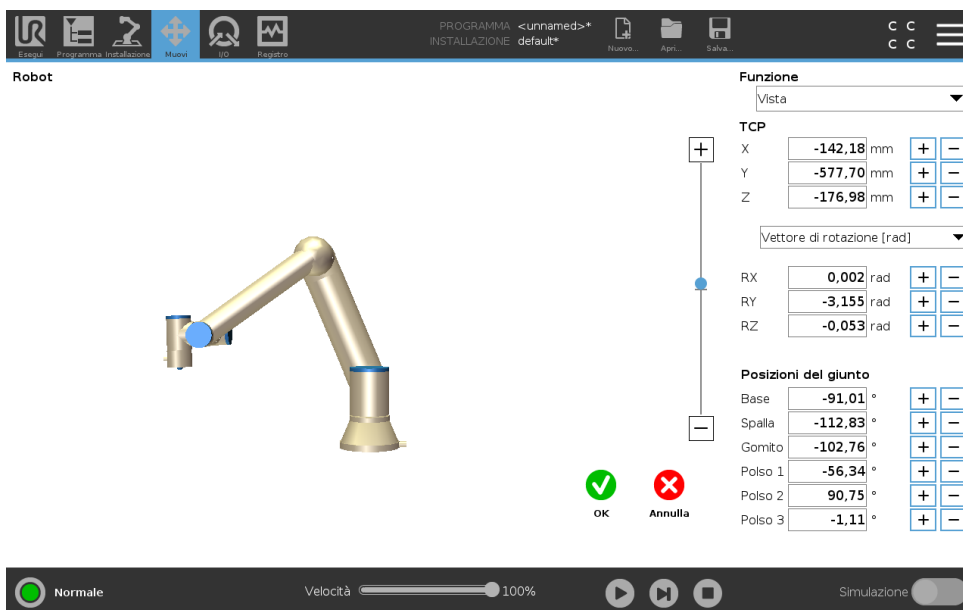 PROGRAMMA <unnamed>*
INSTALLAZIONE default*
UR
Esegui
Programma
Installazione
Muovi
I/O
Registro
Nuovo...
Apri...
Salva...
C C
C C
Robot
Funzione
Vista
TCP
X -142,18 mm + −
Y -577,70 mm + −
Z -176,98 mm + −
Vettore di rotazione [rad]
RX 0,002 rad + −
RY -3,155 rad + −
RZ -0,053 rad + −
Posizioni del giunto
Base -91,01 ° + −
Spalla -112,83 ° + −
Gomito -102,76 ° + −
Polso 1 -56,34 ° + −
Polso 2 90,75 ° + −
Polso 3 -1,11 ° + −
+
−
OK
Annulla
Normale
Velocità 100%
Simulazione